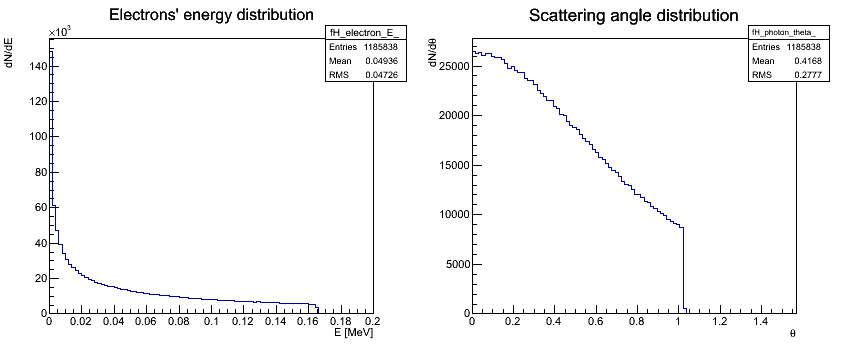 Electrons' energy distribution
×10³
dN/dE
fH_electron_E_
Entries 1185838
Mean 0.04936
RMS 0.04726
140
120
100
80
60
40
20
0
0 0.02 0.04 0.06 0.08 0.1 0.12 0.14 0.16 0.18 0.2
E [MeV]
Scattering angle distribution
dN/dθ
fH_photon_theta_
Entries 1185838
Mean 0.4168
RMS 0.2777
25000
20000
15000
10000
5000
0
0 0.2 0.4 0.6 0.8 1 1.2 1.4
θ